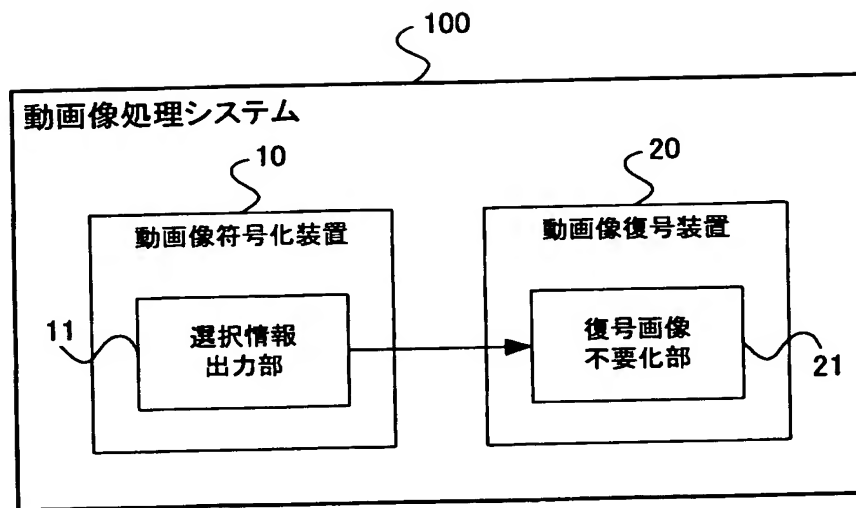 100
動画像処理システム
10
20
動画像符号化装置
動画像復号装置
11
選択情報
出力部
復号画像
不要化部
21